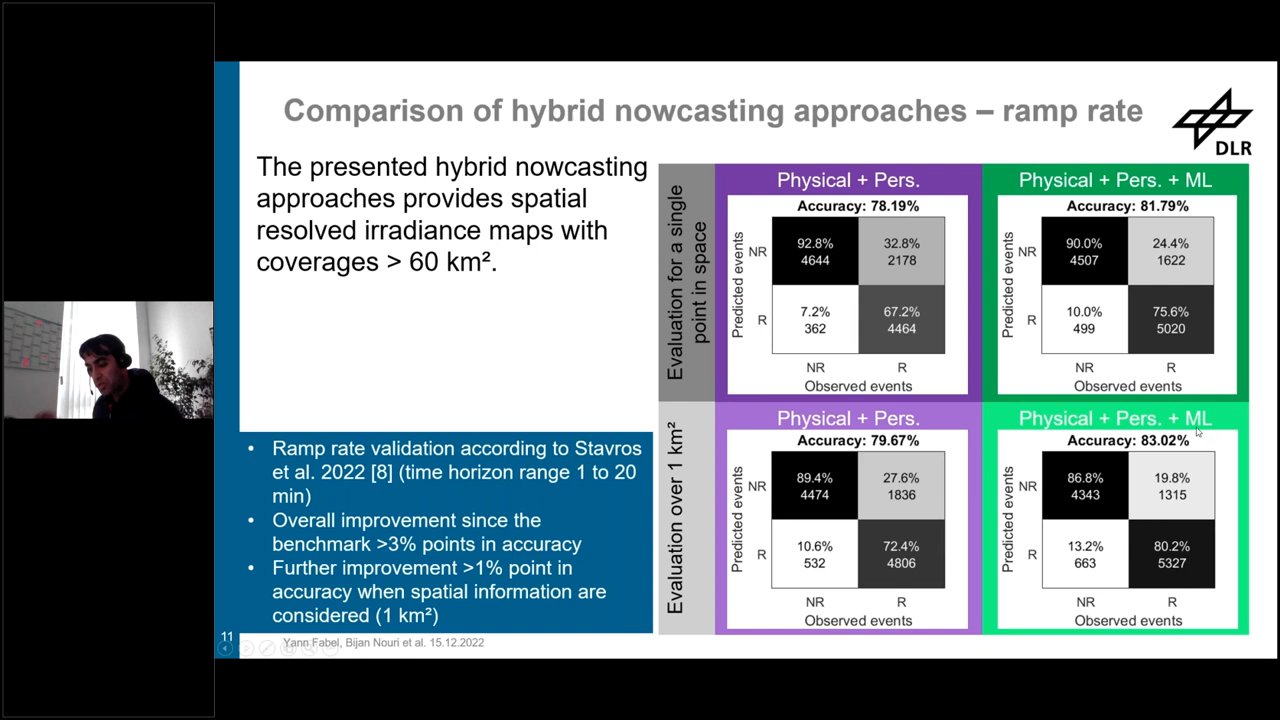 Comparison of hybrid nowcasting approaches – ramp rate
DLR
The presented hybrid nowcasting
approaches provides spatial
resolved irradiance maps with
coverages > 60 km².
• Ramp rate validation according to Stavros
et al. 2022 [8] (time horizon range 1 to 20
min)
• Overall improvement since the
benchmark >3% points in accuracy
• Further improvement >1% point in
accuracy when spatial information are
considered (1 km²)
Evaluation for a single
point in space
Physical + Pers.
Accuracy: 78.19%
Predicted events
NR
92.8%
4644
32.8%
2178
R
7.2%
362
67.2%
4464
NR
R
Observed events
Physical + Pers. + ML
Accuracy: 81.79%
Predicted events
NR
90.0%
4507
24.4%
1622
R
10.0%
499
75.6%
5020
NR
R
Observed events
Evaluation over 1 km²
Physical + Pers.
Accuracy: 79.67%
Predicted events
NR
89.4%
4474
27.6%
1836
R
10.6%
532
72.4%
4806
NR
R
Observed events
Physical + Pers. + ML
Accuracy: 83.02%
Predicted events
NR
86.8%
4343
19.8%
1315
R
13.2%
663
80.2%
5327
NR
R
Observed events
11
Yann Fabel, Bijan Nouri et al. 15.12.2022